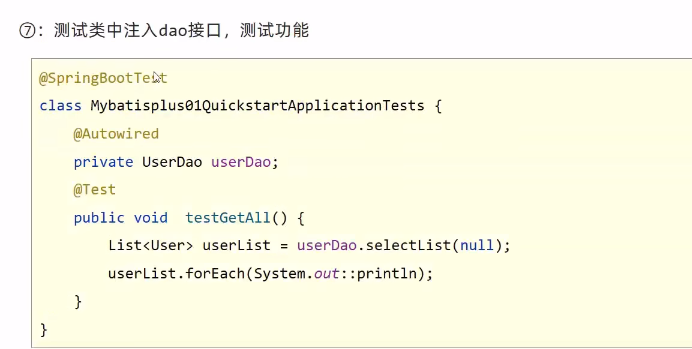 ⑦：测试类中注入dao接口，测试功能
@SpringBootTest
class Mybatisplus01QuickstartApplicationTests {
    @Autowired
    private UserDao userDao;
    @Test
    public void  testGetAll() {
        List<User> userList = userDao.selectList(null);
        userList.forEach(System.out::println);
    }
}